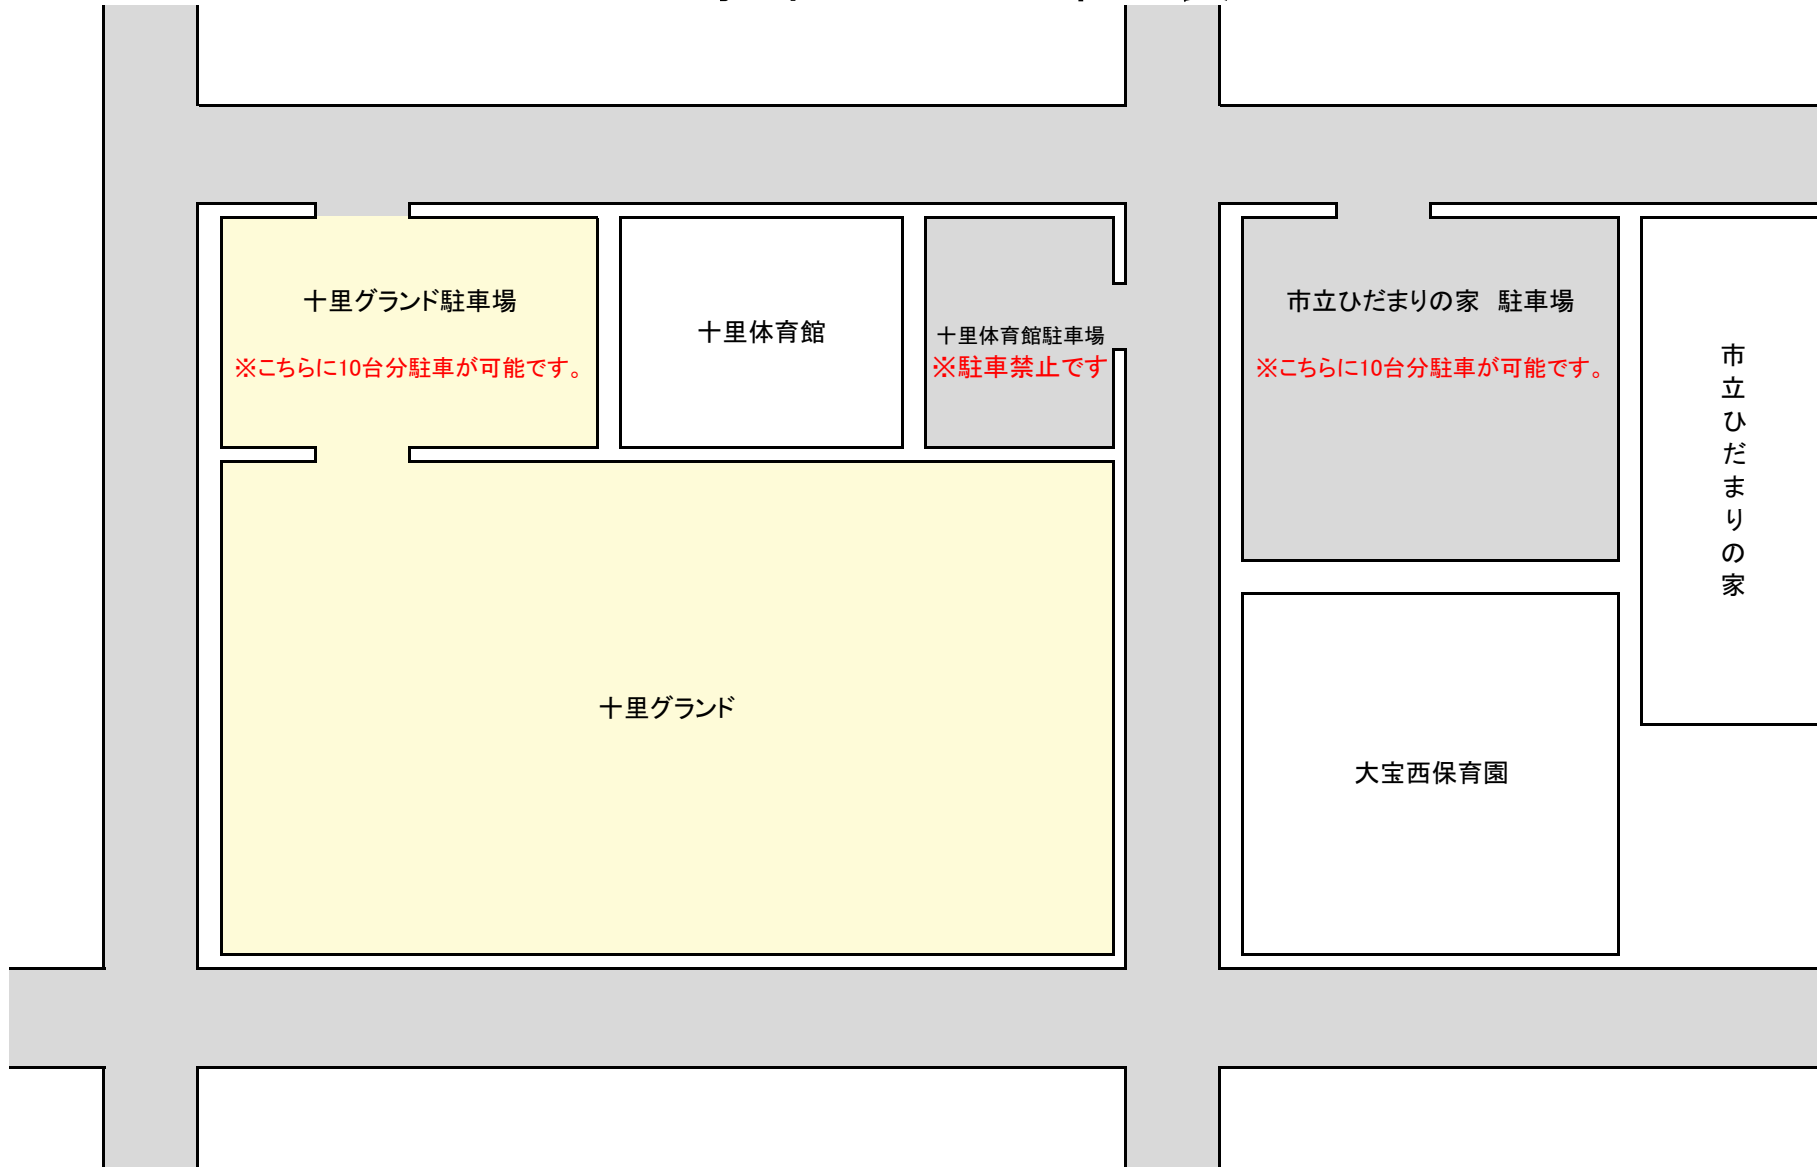 十里グランド駐車場
※こちらに10台分駐車が可能です。
十里体育館
十里体育館駐車場
※駐車禁止です
市立ひだまりの家　駐車場
※こちらに10台分駐車が可能です。
市立ひだまりの家
十里グランド
大宝西保育園